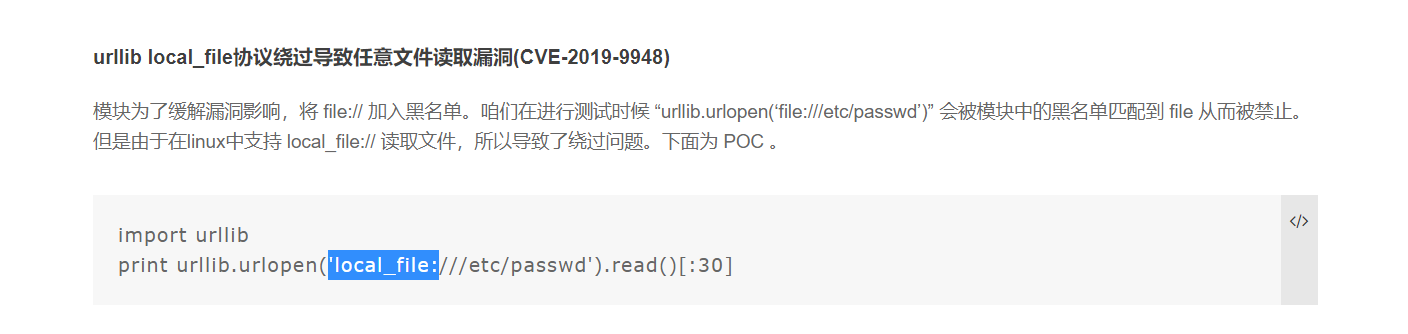 urllib local_file协议绕过导致任意文件读取漏洞(CVE-2019-9948)
模块为了缓解漏洞影响，将 file:// 加入黑名单。咱们在进行测试时候 “urllib.urlopen(‘file:///etc/passwd’)” 会被模块中的黑名单匹配到 file 从而被禁止。
但是由于在linux中支持 local_file:// 读取文件，所以导致了绕过问题。下面为 POC 。
import urllib
print urllib.urlopen('local_file:///etc/passwd').read()[:30]